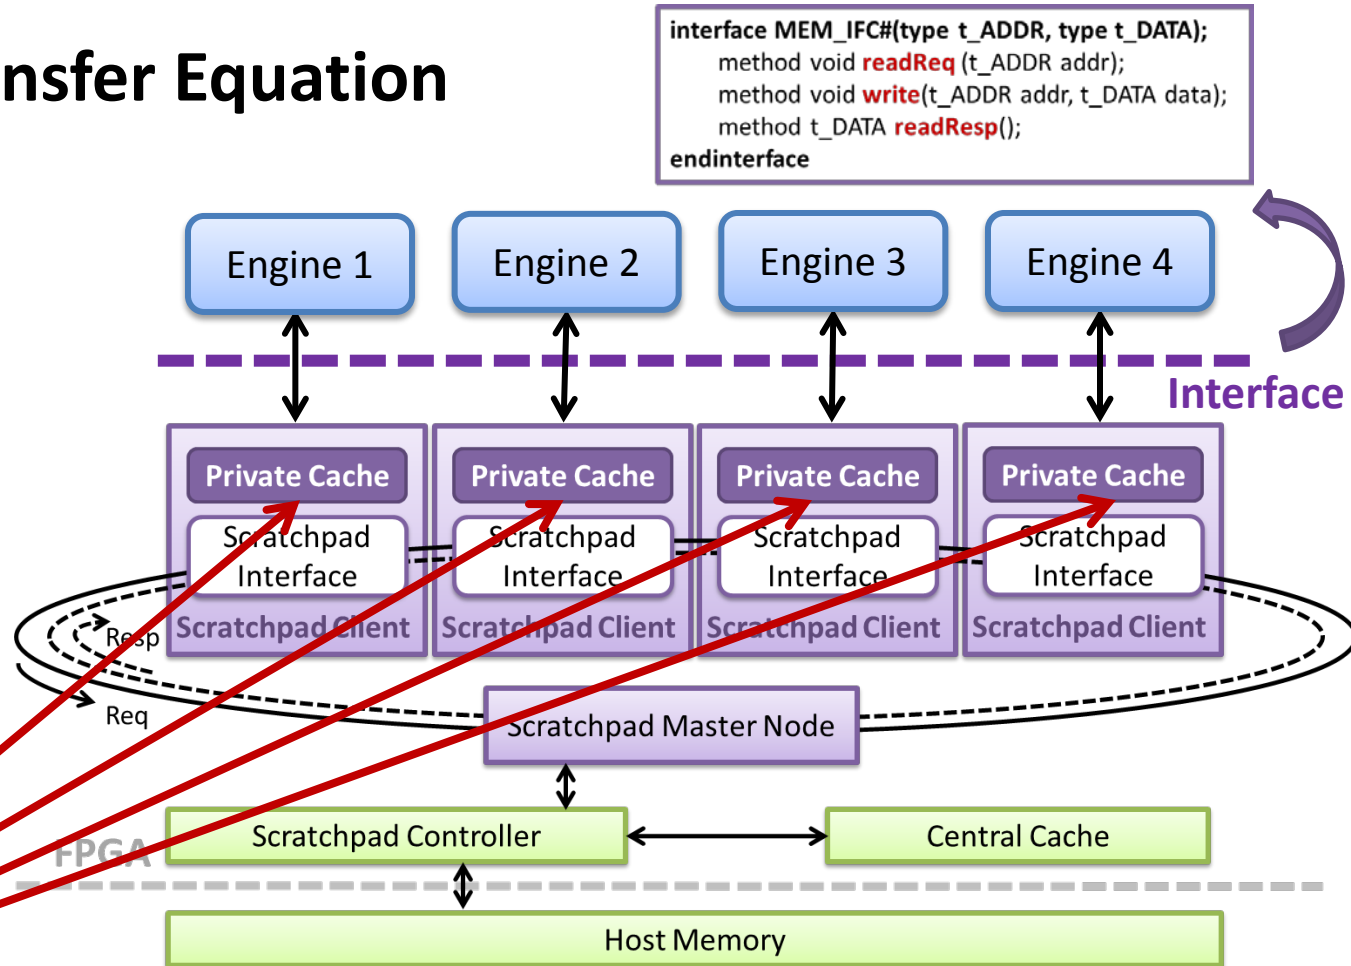 nsfer Equation
interface MEM_IFC#(type t_ADDR, type t_DATA);
method void readReq (t_ADDR addr);
method void write(t_ADDR addr, t_DATA data);
method t_DATA readResp();
endinterface
Engine 1
Engine 2
Engine 3
Engine 4
Interface
Private Cache
Private Cache
Private Cache
Private Cache
Scratchpad
Interface
Scratchpad
Interface
Scratchpad
Interface
Scratchpad
Interface
Scratchpad Client
Scratchpad Client
Scratchpad Client
Scratchpad Client
Resp
Req
Scratchpad Master Node
Scratchpad Controller
Central Cache
FPGA
Host Memory